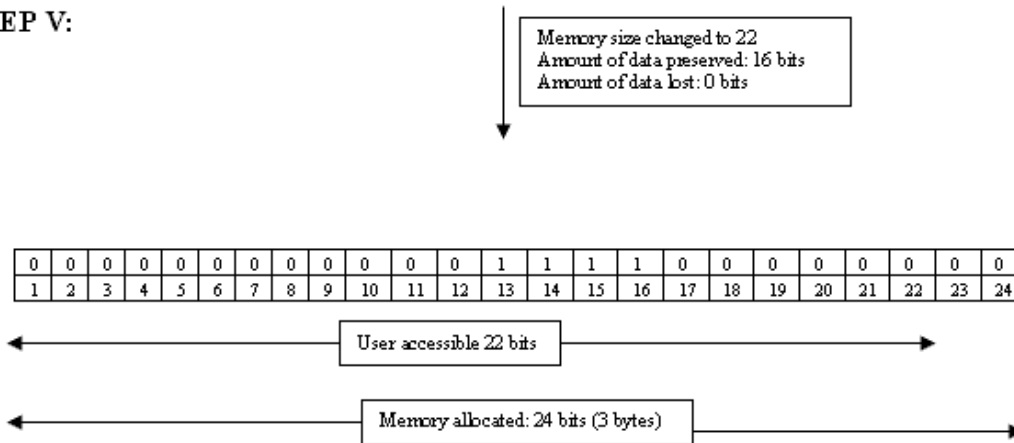 EP V:
Memory size changed to 22
Amount of data preserved: 16 bits
Amount of data lost: 0 bits
0 0 0 0 0 0 0 0 0 0 0 0 1 1 1 1 0 0 0 0 0 0 0 0
1 2 3 4 5 6 7 8 9 10 11 12 13 14 15 16 17 18 19 20 21 22 23 24
User accessible 22 bits
Memory allocated: 24 bits (3 bytes)